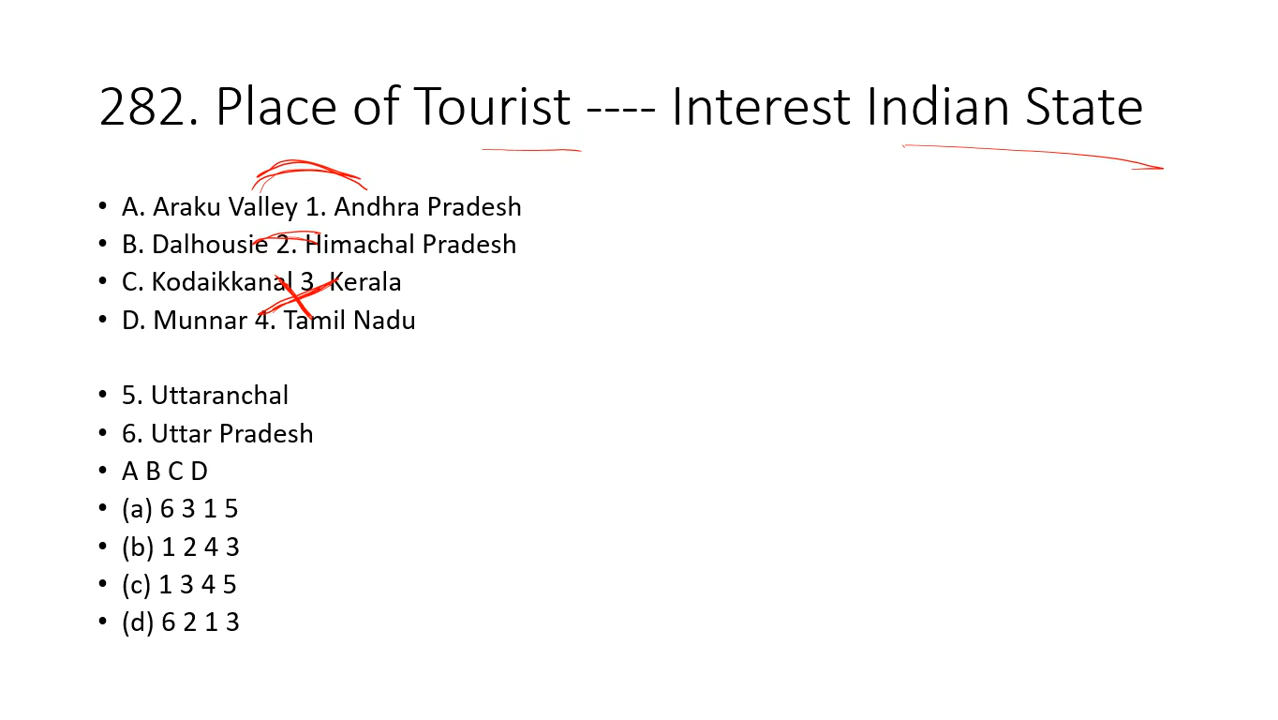 282. Place of Tourist ---- Interest Indian State
• A. Araku Valley 1. Andhra Pradesh
• B. Dalhousie 2. Himachal Pradesh
• C. Kodaikkanal 3. Kerala
• D. Munnar 4. Tamil Nadu
• 5. Uttaranchal
• 6. Uttar Pradesh
• A B C D
• (a) 6 3 1 5
• (b) 1 2 4 3
• (c) 1 3 4 5
• (d) 6 2 1 3